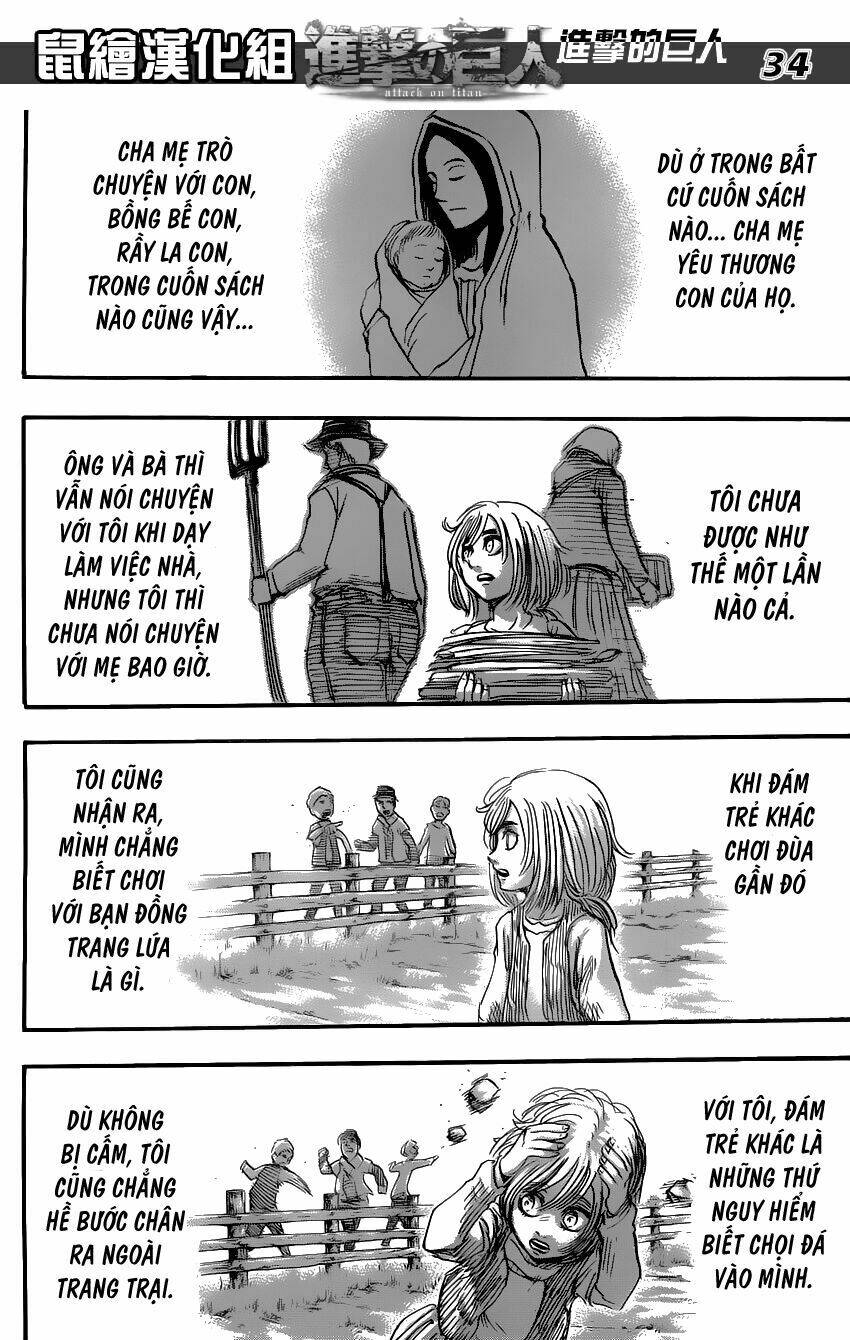 鼠繪漢化組
進撃の巨人
attack on titan
進擊的巨人
34
DÙ Ở TRONG BẤT
CỨ CUỐN SÁCH
NÀO... CHA MẸ
YÊU THƯƠNG
CON CỦA HỌ.
CHA MẸ TRÒ
CHUYỆN VỚI CON,
BỒNG BẾ CON,
RẦY LA CON,
TRONG CUỐN SÁCH
NÀO CŨNG VẬY...
TÔI CHƯA
ĐƯỢC NHƯ
THẾ MỘT LẦN
NÀO CẢ.
ÔNG VÀ BÀ THÌ
VẪN NÓI CHUYỆN
VỚI TÔI KHI DẠY
LÀM VIỆC NHÀ,
NHƯNG TÔI THÌ
CHƯA NÓI CHUYỆN
VỚI MẸ BAO GIỜ.
KHI ĐÁM
TRẺ KHÁC
CHƠI ĐÙA
GẦN ĐÓ
TÔI CŨNG
NHẬN RA,
MÌNH CHẲNG
BIẾT CHƠI
VỚI BẠN ĐỒNG
TRANG LỨA
LÀ GÌ.
VỚI TÔI, ĐÁM
TRẺ KHÁC LÀ
NHỮNG THỨ
NGUY HIỂM
BIẾT CHỌI ĐÁ
VÀO MÌNH.
DÙ KHÔNG
BỊ CẤM, TÔI
CŨNG CHẲNG
HỀ BƯỚC CHÂN
RA NGOÀI
TRANG TRẠI.